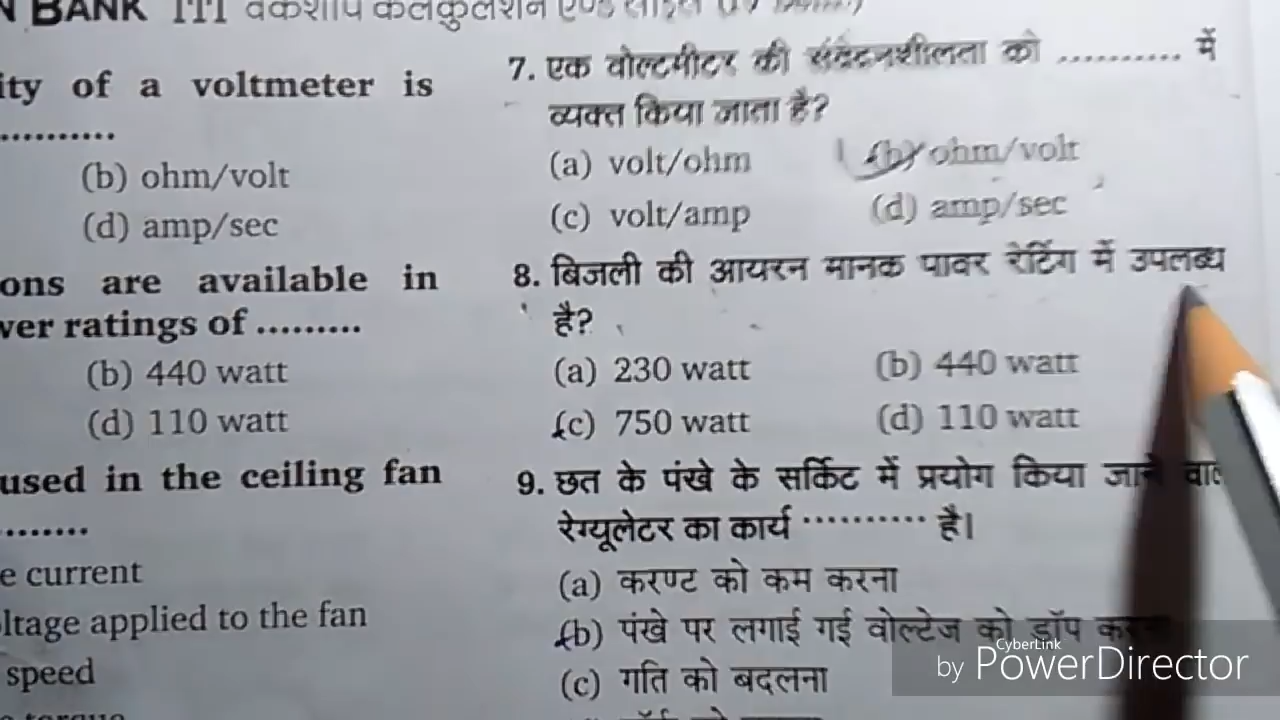 BANK ITI वर्कशॉप कैलकुलेशन एण्ड
ity of a voltmeter is
............
(b) ohm/volt
(d) amp/sec
ons are available in
wer ratings of .........
(b) 440 watt
(d) 110 watt
used in the ceiling fan
........
e current
oltage applied to the fan
speed
torque
7. एक वोल्टमीटर की संवेदनशीलता को ........... में
व्यक्त किया जाता है?
(a) volt/ohm (b) ohm/volt
(c) volt/amp (d) amp/sec
8. बिजली की आयरन मानक पावर रेटिंग में उपलब्ध
है?
(a) 230 watt (b) 440 watt
(c) 750 watt (d) 110 watt
9. छत के पंखे के सर्किट में प्रयोग किया जाने
रेग्यूलेटर का कार्य ........... है।
(a) करण्ट को कम करना
(b) पंखे पर लगाई गई वोल्टेज को ड्रॉप करना
(c) गति को बदलना
CyberLink
by PowerDirector